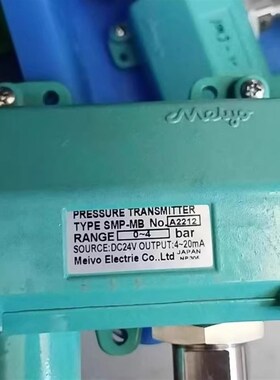 Meiyo
PRESSURE TRANSMITTER
TYPE SMP-MB No. A2212
RANGE 0~4 bar
SOURCE:DC24V OUTPUT:4~20mA
Meivo Electric Co.,Ltd JAPAN